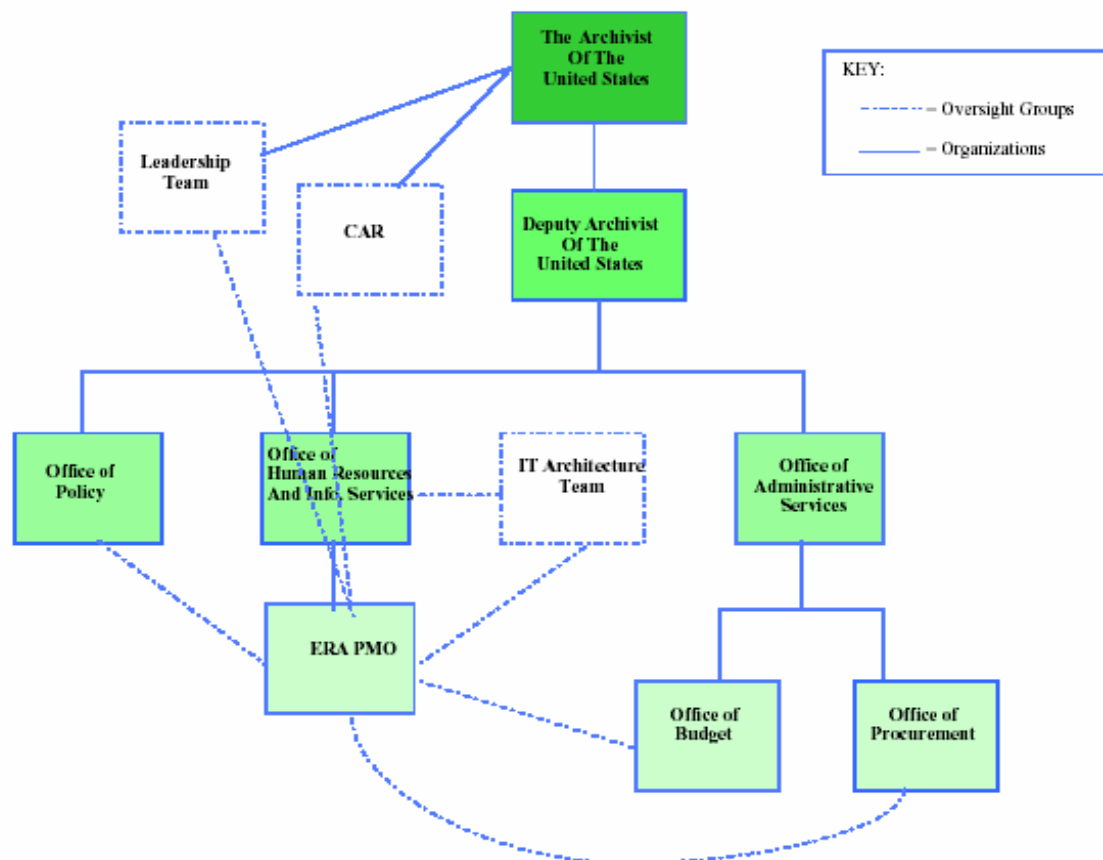 The Archivist
Of The
United States
KEY:
= Oversight Groups
= Organizations
Leadership
Team
CAR
Deputy Archivist
Of The
United States
Office of
Policy
Office of
Human Resources
And Info. Services
IT Architecture
Team
Office of
Administrative
Services
ERA PMO
Office of
Budget
Office of
Procurement